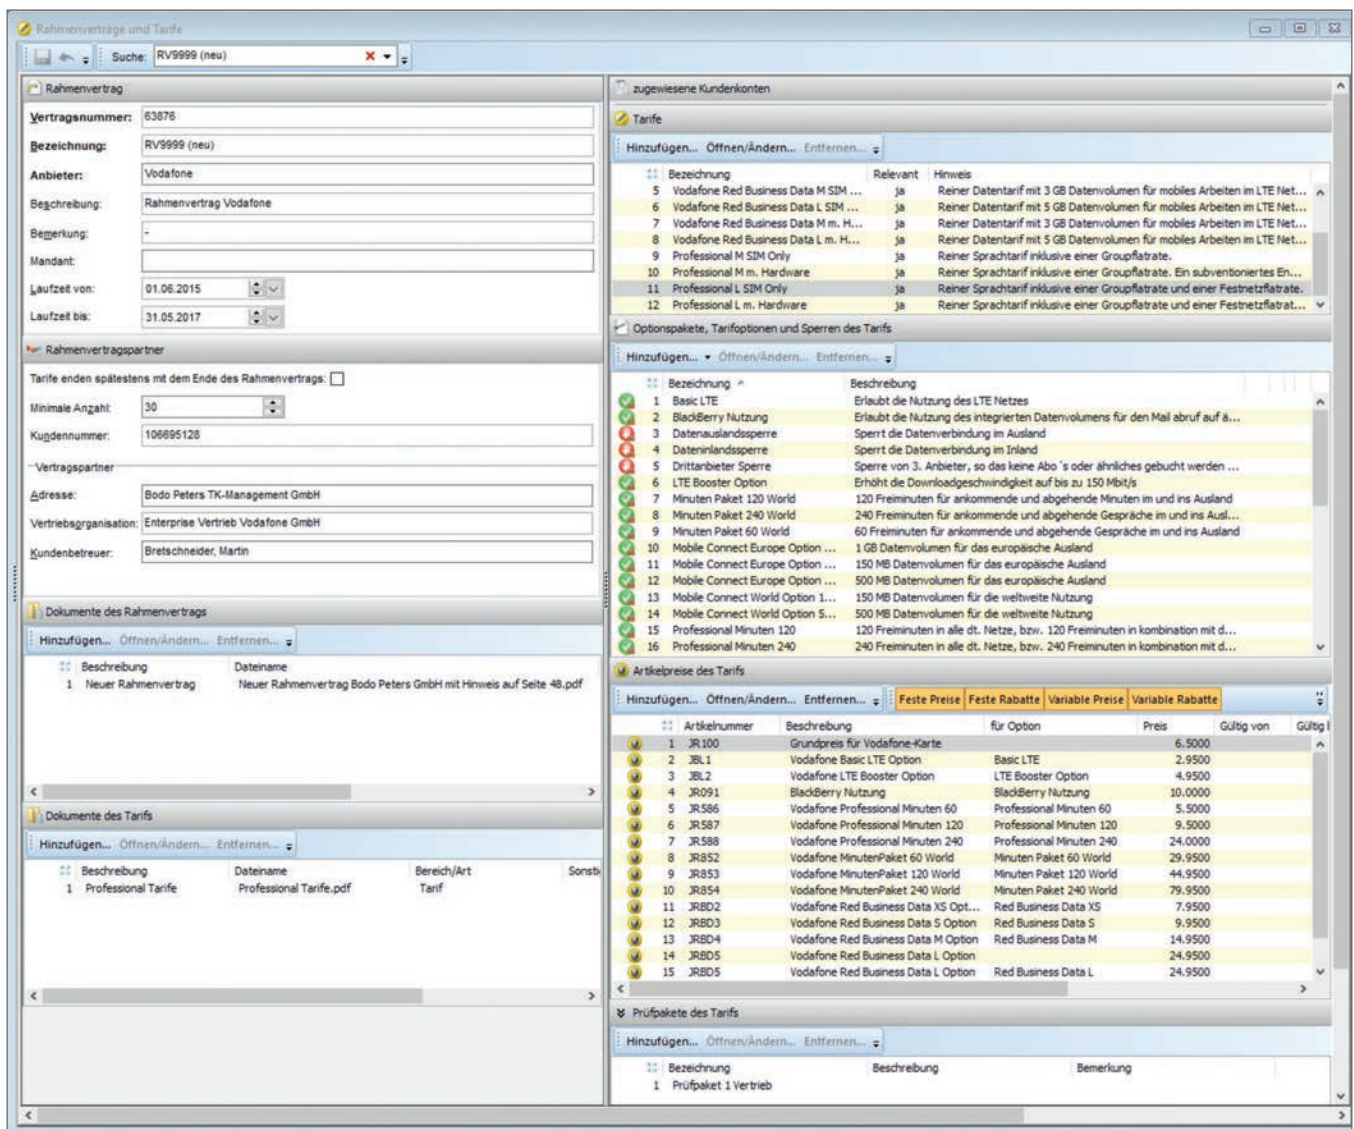 Rahmenverträge und Tarife
Suche: RV9999 (neu)
Rahmenvertrag
Vertragsnummer: 63876
Bezeichnung: RV9999 (neu)
Anbieter: Vodafone
Beschreibung: Rahmenvertrag Vodafone
Bemerkung: -
Mandant:
Laufzeit von: 01.06.2015
Laufzeit bis: 31.05.2017
Rahmenvertragspartner
Tarife enden spätestens mit dem Ende des Rahmenvertrags:
Minimale Anzahl: 30
Kundennummer: 106695128
Vertragspartner
Adresse: Bodo Peters TK-Management GmbH
Vertriebsorganisation: Enterprise Vertrieb Vodafone GmbH
Kundenbetreuer: Bretschneider, Martin
Dokumente des Rahmenvertrags
Hinzufügen... Öffnen/Ändern... Entfernen...
Beschreibung Dateiname
1 Neuer Rahmenvertrag Neuer Rahmenvertrag Bodo Peters GmbH mit Hinweis auf Seite 48.pdf
Dokumente des Tarifs
Hinzufügen... Öffnen/Ändern... Entfernen...
Beschreibung Dateiname Bereich/Art Sonsti
1 Professional Tarife Professional Tarife.pdf Tarif
zugewiesene Kundenkonten
Tarife
Hinzufügen... Öffnen/Ändern... Entfernen...
Bezeichnung Relevant Hinweis
5 Vodafone Red Business Data M SIM ... ja Reiner Datentarif mit 3 GB Datenvolumen für mobiles Arbeiten im LTE Net...
6 Vodafone Red Business Data L SIM ... ja Reiner Datentarif mit 5 GB Datenvolumen für mobiles Arbeiten im LTE Net...
7 Vodafone Red Business Data M m. H... ja Reiner Datentarif mit 3 GB Datenvolumen für mobiles Arbeiten im LTE Net...
8 Vodafone Red Business Data L m. H... ja Reiner Datentarif mit 5 GB Datenvolumen für mobiles Arbeiten im LTE Net...
9 Professional M SIM Only ja Reiner Sprachtarif inklusive einer Groupflatrate.
10 Professional M m. Hardware ja Reiner Sprachtarif inklusive einer Groupflatrate. Ein subventioniertes En...
11 Professional L SIM Only ja Reiner Sprachtarif inklusive einer Groupflatrate und einer Festnetzflatrate.
12 Professional L m. Hardware ja Reiner Sprachtarif inklusive einer Groupflatrate und einer Festnetzflatrat...
Optionspakete, Tarifoptionen und Sperren des Tarifs
Hinzufügen... Öffnen/Ändern... Entfernen...
Bezeichnung Beschreibung
1 Basic LTE Erlaubt die Nutzung des LTE Netzes
2 BlackBerry Nutzung Erlaubt die Nutzung des integrierten Datenvolumens für den Mail abruf auf ä...
3 Datenauslandssperre Sperrt die Datenverbindung im Ausland
4 Dateninlandssperre Sperrt die Datenverbindung im Inland
5 Drittanbieter Sperre Sperre von 3. Anbieter, so das keine Abo´s oder ähnliches gebucht werden ...
6 LTE Booster Option Erhöht die Downloadgeschwindigkeit auf bis zu 150 Mbit/s
7 Minuten Paket 120 World 120 Freiminuten für ankommende und abgehende Minuten im und ins Ausland
8 Minuten Paket 240 World 240 Freiminuten für ankommende und abgehende Gespräche im und ins Ausl...
9 Minuten Paket 60 World 60 Freiminuten für ankommende und abgehende Gespräche im und ins Ausland
10 Mobile Connect Europe Option ... 1 GB Datenvolumen für das europäische Ausland
11 Mobile Connect Europe Option ... 150 MB Datenvolumen für das europäische Ausland
12 Mobile Connect Europe Option ... 500 MB Datenvolumen für das europäische Ausland
13 Mobile Connect World Option 1... 150 MB Datenvolumen für die weltweite Nutzung
14 Mobile Connect World Option 5... 500 MB Datenvolumen für die weltweite Nutzung
15 Professional Minuten 120 120 Freiminuten in alle dt. Netze, bzw. 120 Freiminuten in kombination mit d...
16 Professional Minuten 240 240 Freiminuten in alle dt. Netze, bzw. 240 Freiminuten in kombination mit d...
Artikelpreise des Tarifs
Hinzufügen... Öffnen/Ändern... Entfernen... Feste Preise Feste Rabatte Variable Preise Variable Rabatte
Artikelnummer Beschreibung für Option Preis Gültig von Gültig
1 JR100 Grundpreis für Vodafone-Karte 6.5000
2 JBL1 Vodafone Basic LTE Option Basic LTE 2.9500
3 JBL2 Vodafone LTE Booster Option LTE Booster Option 4.9500
4 JR091 BlackBerry Nutzung BlackBerry Nutzung 10.0000
5 JR586 Vodafone Professional Minuten 60 Professional Minuten 60 5.5000
6 JR587 Vodafone Professional Minuten 120 Professional Minuten 120 9.5000
7 JR588 Vodafone Professional Minuten 240 Professional Minuten 240 24.0000
8 JR852 Vodafone MinutenPaket 60 World Minuten Paket 60 World 29.9500
9 JR853 Vodafone MinutenPaket 120 World Minuten Paket 120 World 44.9500
10 JR854 Vodafone MinutenPaket 240 World Minuten Paket 240 World 79.9500
11 JRBD2 Vodafone Red Business Data XS Opt... Red Business Data XS 7.9500
12 JRBD3 Vodafone Red Business Data S Option Red Business Data S 9.9500
13 JRBD4 Vodafone Red Business Data M Option Red Business Data M 14.9500
14 JRBD5 Vodafone Red Business Data L Option 24.9500
15 JRBD5 Vodafone Red Business Data L Option Red Business Data L 24.9500
Prüfpakete des Tarifs
Hinzufügen... Öffnen/Ändern... Entfernen...
Bezeichnung Beschreibung Bemerkung
1 Prüfpaket 1 Vertrieb